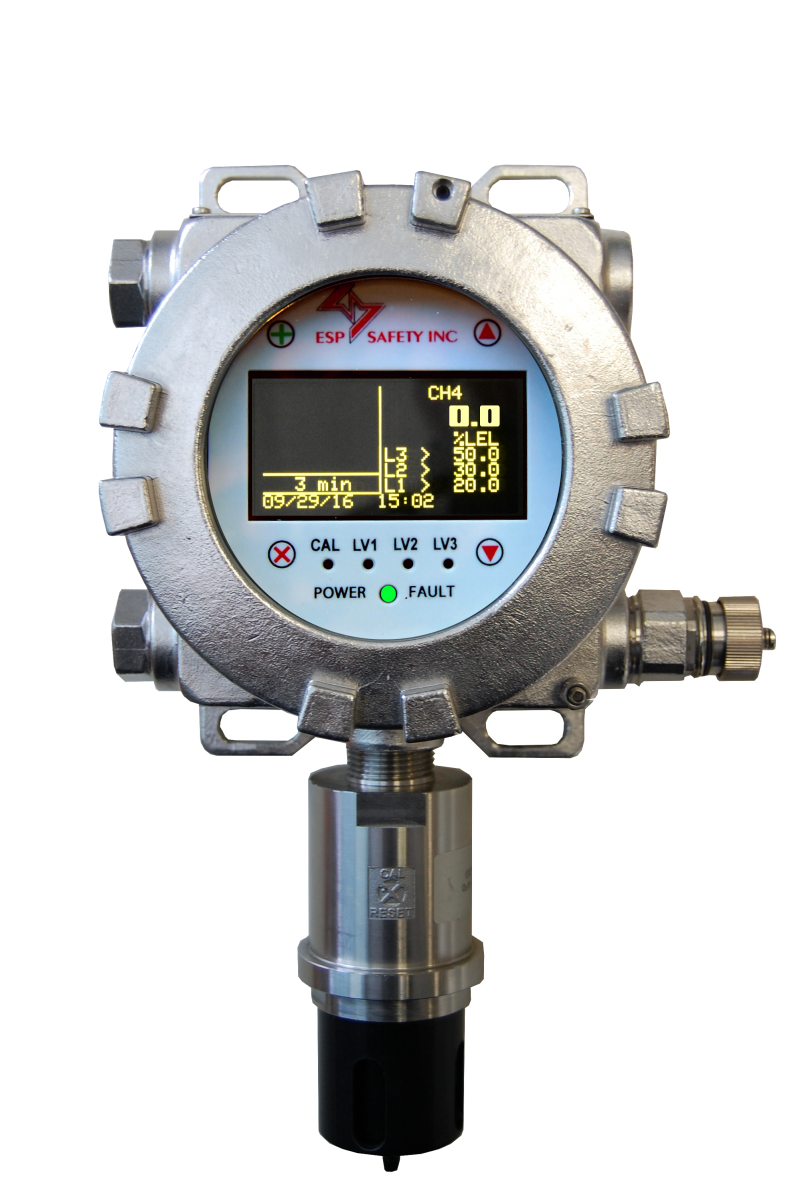 ESP SAFETY INC
CH4
0.0
%LEL
L3 > 50.0
L2 > 30.0
L1 > 20.0
3 min
09/29/16 15:02
CAL LV1 LV2 LV3
POWER .FAULT
CAL
RESET